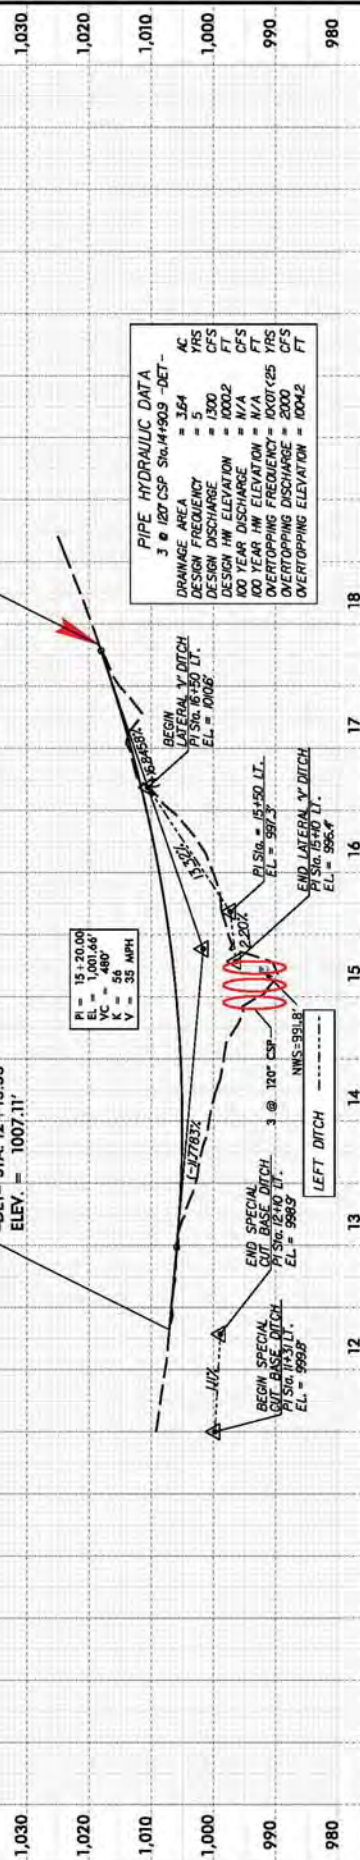 1,030
1,020
1,010
1,000
990
980
ELEV. = 1007.11'
PI = 15+20.00
EL = 1,001.66'
VC = 480'
K = 56
V = 35 MPH
PIPE HYDRAULIC DATA
3 @ 120" CSP Sta.14+90.9 -DET-
DRAINAGE AREA = 3.64 AC
DESIGN FREQUENCY = 5 YRS
DESIGN DISCHARGE = 1300 CFS
DESIGN HW ELEVATION = 1000.2 FT
100 YEAR DISCHARGE = N/A CFS
100 YEAR HW ELEVATION = N/A FT
OVERTOPPING FREQUENCY = 10<OT<25 YRS
OVERTOPPING DISCHARGE = 2000 CFS
OVERTOPPING ELEVATION = 1004.2 FT
BEGIN
LATERAL 'V' DITCH
PI Sta. 16+50 LT.
EL. = 1010.6'
PI Sta. = 15+50 LT.
EL. = 997.3'
END LATERAL 'V' DITCH
PI Sta. 15+10 LT.
EL. = 996.4'
2.20%
3 @ 120" CSP
NWS=991.8'
LEFT DITCH
END SPECIAL
CUT BASE DITCH
PI Sta. 12+10 LT.
EL. = 998.9'
BEGIN SPECIAL
CUT BASE DITCH
PI Sta. 11+31 LT.
EL. = 999.8'
12
13
14
15
16
17
18
1,030
1,020
1,010
1,000
990
980